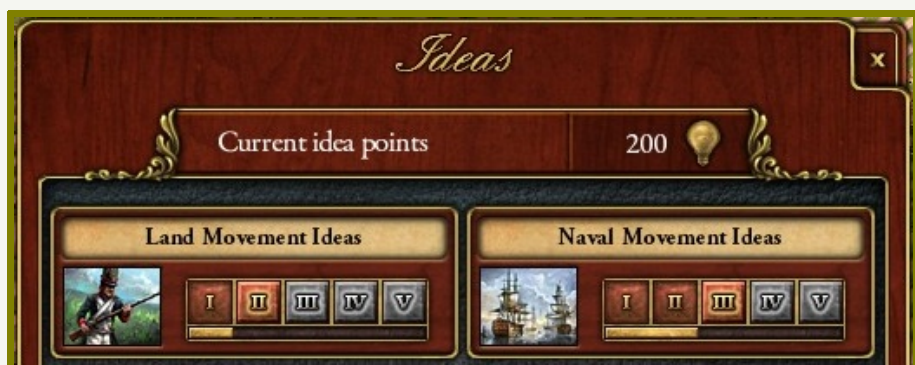 Ideas
x
Current idea points 200
Land Movement Ideas
I II III IV V
Naval Movement Ideas
I II III IV V